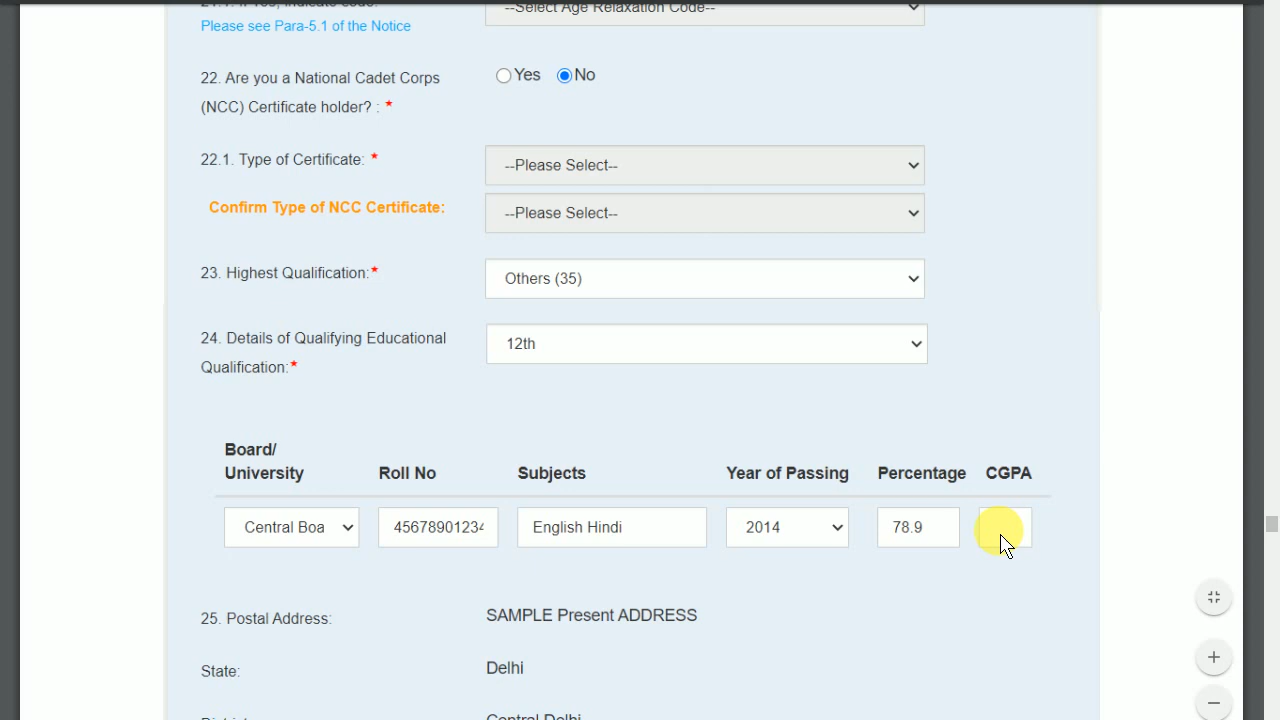 --Select Age Relaxation Code--
Please see Para-5.1 of the Notice
22. Are you a National Cadet Corps
(NCC) Certificate holder? : *
Yes No
22.1. Type of Certificate: *
--Please Select--
Confirm Type of NCC Certificate:
--Please Select--
23. Highest Qualification:*
Others (35)
24. Details of Qualifying Educational
Qualification:*
12th
Board/
University Roll No Subjects Year of Passing Percentage CGPA
Central Boa 45678901234 English Hindi 2014 78.9
25. Postal Address:
SAMPLE Present ADDRESS
State:
Delhi
Central Delhi